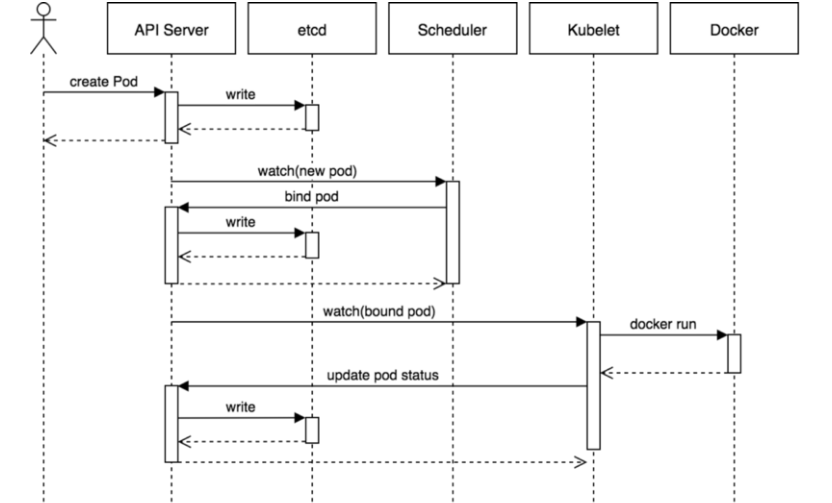 API Server
etcd
Scheduler
Kubelet
Docker
create Pod
write
watch(new pod)
bind pod
write
watch(bound pod)
docker run
update pod status
write